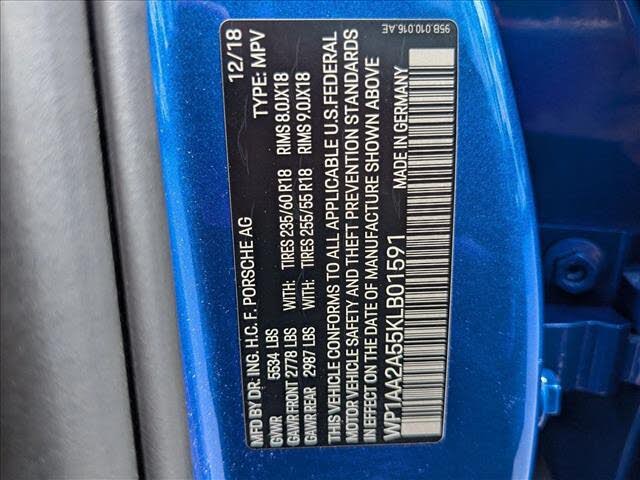 95B.010.016.AE
MFD BY DR. ING. H.C. F. PORSCHE AG 12/18
GVWR 5534 LBS TYPE: MPV
GAWR FRONT 2778 LBS WITH: TIRES 235/60 R18 RIMS 8.0JX18
GAWR REAR 2987 LBS WITH: TIRES 255/55 R18 RIMS 9.0JX18
THIS VEHICLE CONFORMS TO ALL APPLICABLE U.S.FEDERAL
MOTOR VEHICLE SAFETY AND THEFT PREVENTION STANDARDS
IN EFFECT ON THE DATE OF MANUFACTURE SHOWN ABOVE
MADE IN GERMANY
WP1AA2A55KLB01591